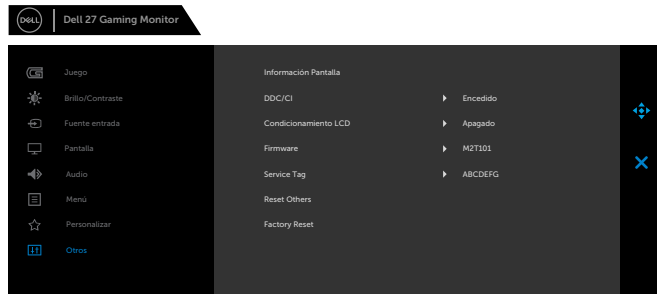 DELL
Dell 27 Gaming Monitor
Juego
Información Pantalla
Brillo/Contraste
DDC/CI
Encedido
Fuente entrada
Condicionamiento LCD
Apagado
Pantalla
Firmware
M2T101
Audio
Service Tag
ABCDEFG
Menú
Reset Others
Personalizar
Factory Reset
Otros